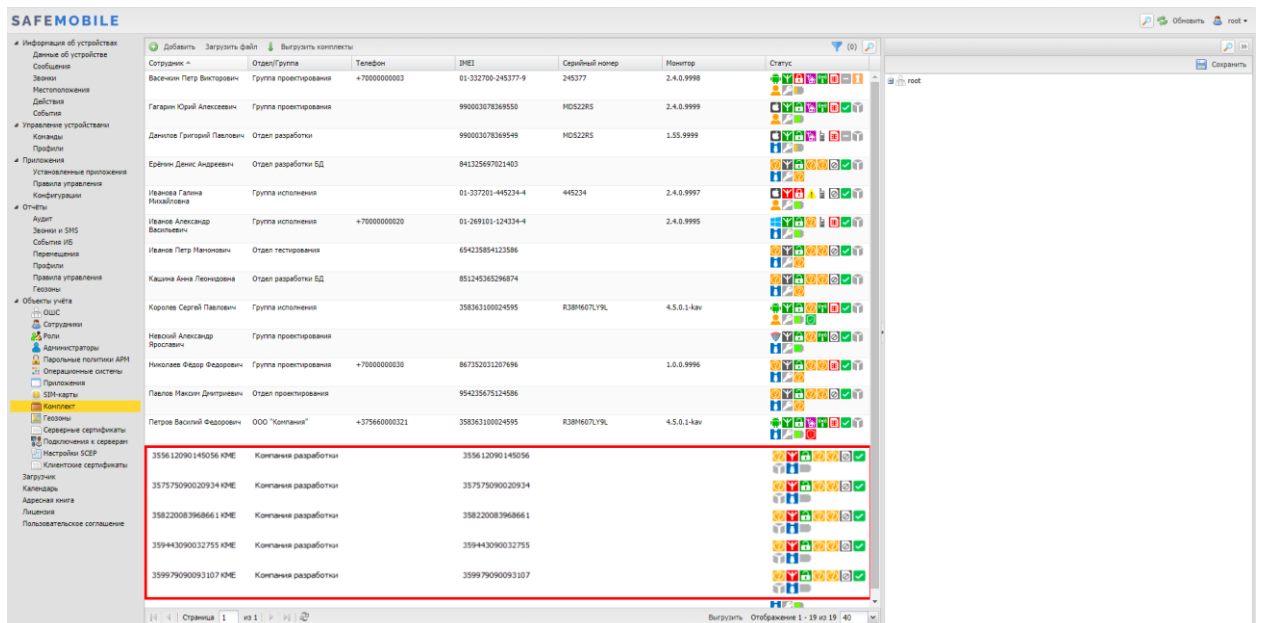 SAFEMOBILE
Обновить root
Информация об устройствах
Данные об устройстве
Сообщения
Звонки
Местоположения
Действия
События
Управление устройствами
Команды
Профили
Приложения
Установленные приложения
Правила управления
Конфигурации
Отчёты
Аудит
Звонки и SMS
События ИБ
Перемещения
Профили
Правила управления
Геозоны
Объекты учёта
ОШС
Сотрудники
Роли
Администраторы
Парольные политики АРМ
Операционные системы
Приложения
SIM-карты
Комплект
Геозоны
Серверные сертификаты
Подключения к серверам
Настройки SCEP
Клиентские сертификаты
Загрузчик
Календарь
Адресная книга
Лицензия
Пользовательское соглашение
Добавить Загрузить файл Выгрузить комплекты (0)
Сотрудник Отдел/Группа Телефон IMEI Серийный номер Монитор Статус
Васечкин Петр Викторович Группа проектирования +70000000003 01-332700-245377-9 245377 2.4.0.9998
Гагарин Юрий Алексеевич Группа проектирования 990003078369550 MD522RS 2.4.0.9999
Данилов Григорий Павлович Отдел разработки 990003078369549 MD522RS 1.55.9999
Ерёмин Денис Андреевич Отдел разработки БД 841325697021403
Иванова Галина Группа исполнения 01-337201-445234-4 445234 2.4.0.9997
Михайловна
Иванов Александр Группа исполнения +70000000020 01-269101-124334-4 2.4.0.9995
Васильевич
Иванов Петр Мамонович Отдел тестирования 654235854123586
Кашина Анна Леонидовна Отдел разработки БД 851245365296874
Королев Сергей Павлович Группа исполнения 358363100024595 R38M607LY9L 4.5.0.1-kav
Невский Александр Группа проектирования
Ярославич
Николаев Фёдор Федорович Группа проектирования +70000000030 867352031207696 1.0.0.9996
Павлов Максим Дмитриевич Отдел проектирования 954235675124586
Петров Василий Федорович ООО "Компания" +375660000321 358363100024595 R38M607LY9L 4.5.0.1-kav
355612090145056 KME Компания разработки 355612090145056
357575090020934 KME Компания разработки 357575090020934
358220083968661 KME Компания разработки 358220083968661
359443090032755 KME Компания разработки 359443090032755
359979090093107 KME Компания разработки 359979090093107
Страница 1 из 1 Выгрузить Отображение 1 - 19 из 19 40
Сохранить
root